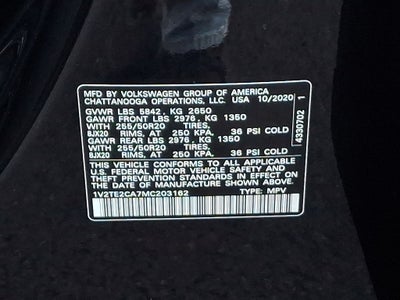 MFD BY VOLKSWAGEN GROUP OF AMERICA
CHATTANOOGA OPERATIONS, LLC. USA 10/2020
GVWR LBS 5842, KG 2650
GAWR FRONT LBS 2976, KG 1350
WITH 255/50R20 TIRES,
8JX20 RIMS, AT 250 KPA, 36 PSI COLD
GAWR REAR LBS 2976, KG 1350
WITH 255/50R20 TIRES,
8JX20 RIMS, AT 250 KPA, 36 PSI COLD
THIS VEHICLE CONFORMS TO ALL APPLICABLE
U.S. FEDERAL MOTOR VEHICLE SAFETY, AND
THEFT PREVENTION STANDARDS IN EFFECT ON
THE DATE OF MANUFACTURE SHOWN ABOVE.
1V2TE2CA7MC203162 TYPE: MPV
4330702 1